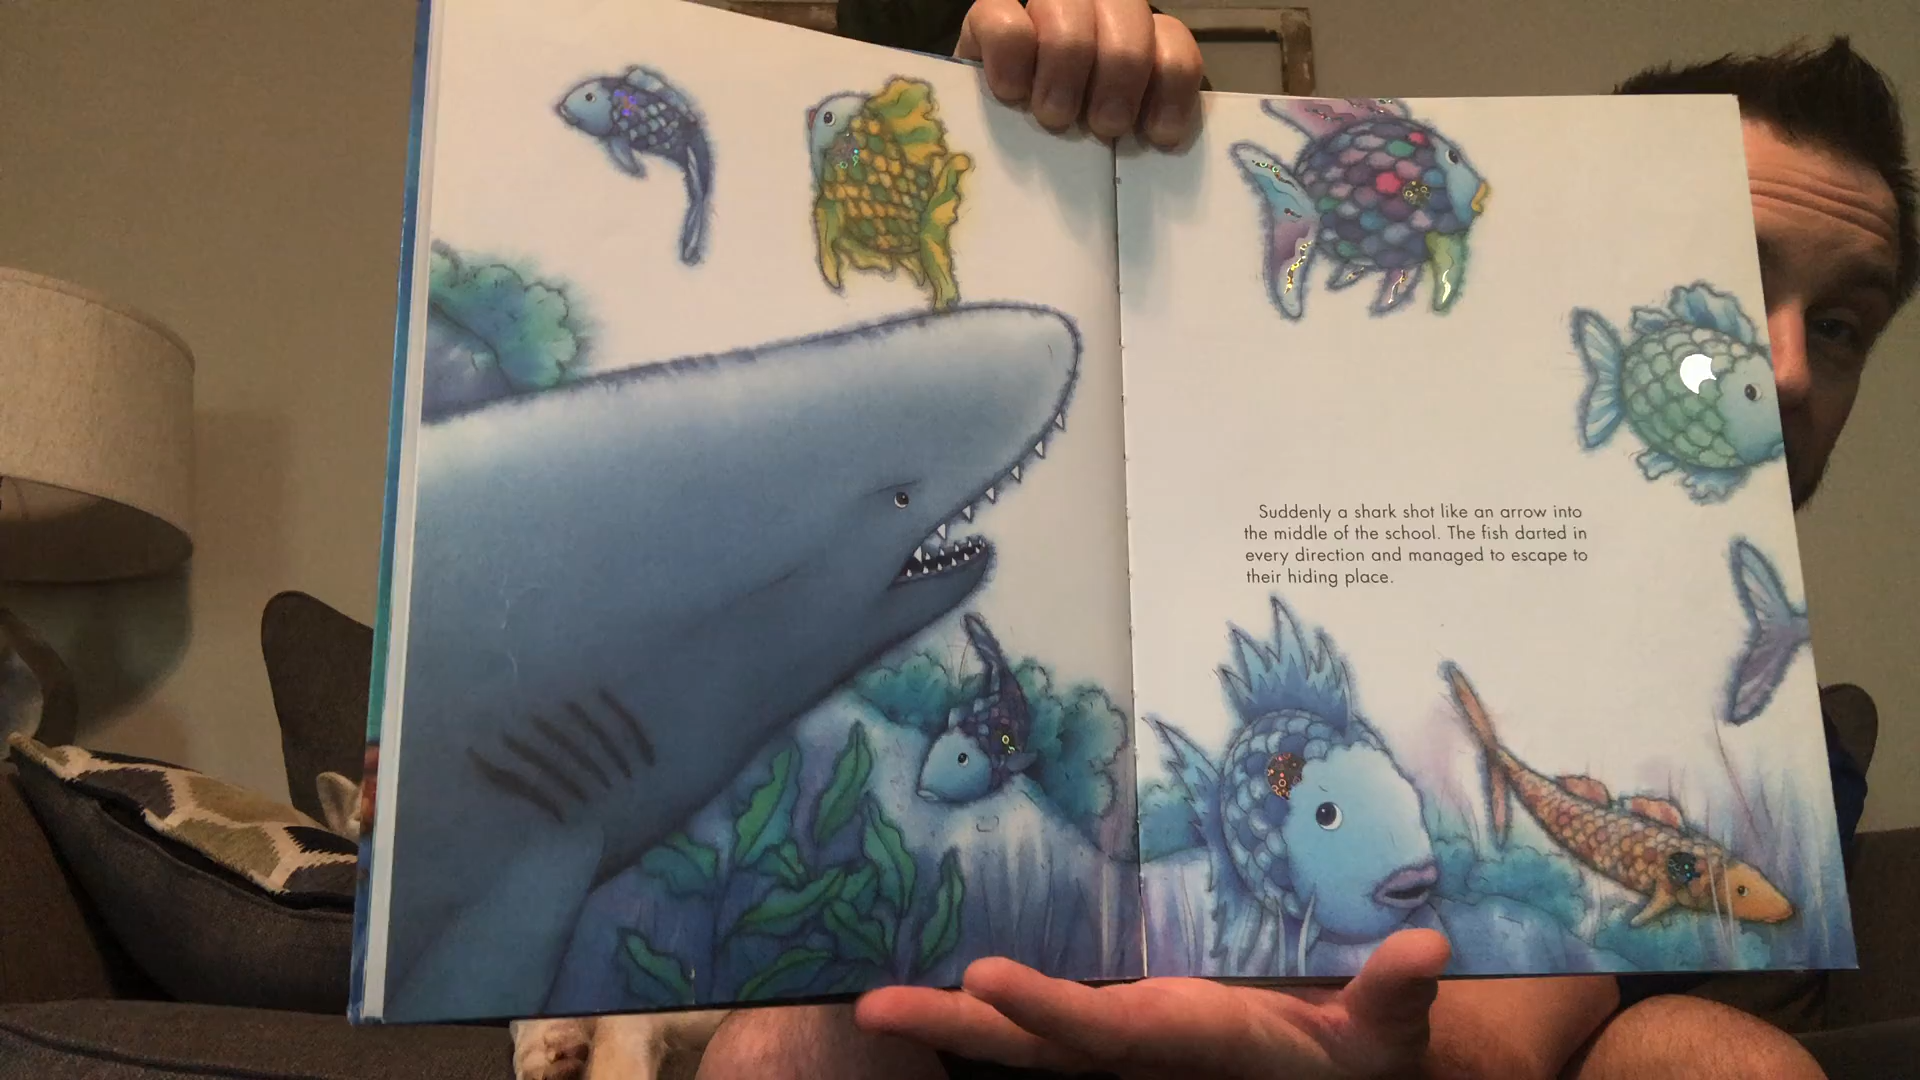 Suddenly a shark shot like an arrow into
the middle of the school. The fish darted in
every direction and managed to escape to
their hiding place.